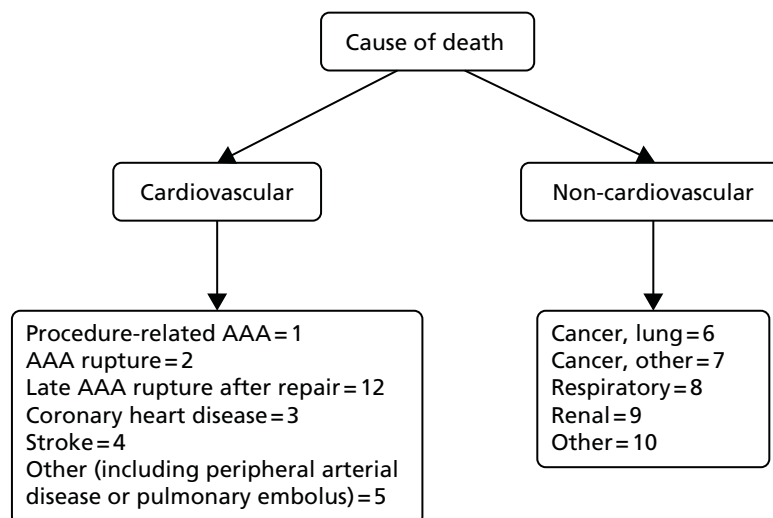 Cause of death
Cardiovascular
Non-cardiovascular
Procedure-related AAA=1
AAA rupture=2
Late AAA rupture after repair=12
Coronary heart disease=3
Stroke=4
Other (including peripheral arterial
disease or pulmonary embolus)=5
Cancer, lung=6
Cancer, other=7
Respiratory=8
Renal=9
Other=10